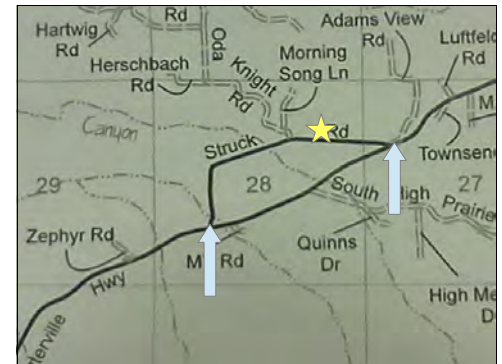 Hartwig
Rd
Rd
Oda
Herschbach
Rd
Knight
Rd
Morning
Song Ln
Adams View
Rd
Luftfeld
Rd
M
Townsend
Canyon
Struck
Rd
29
28
27
South High Prairie
Zephyr Rd
Rd
Quinns
Dr
Hwy
High Me
D